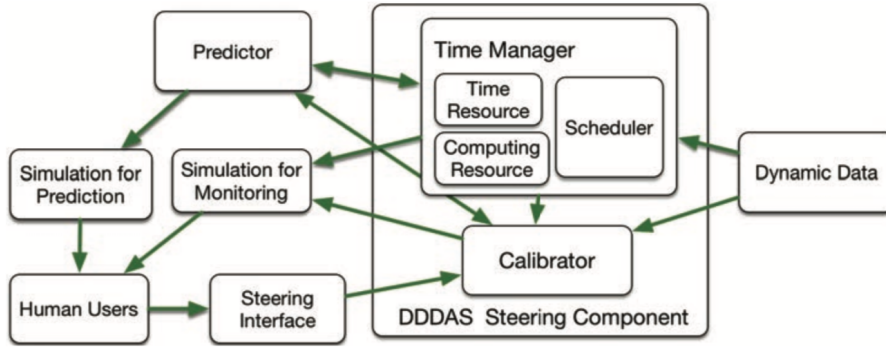 Predictor
Time Manager
Time
Resource
Computing
Resource
Scheduler
Simulation for
Prediction
Simulation for
Monitoring
Dynamic Data
Calibrator
Human Users
Steering
Interface
DDDAS Steering Component